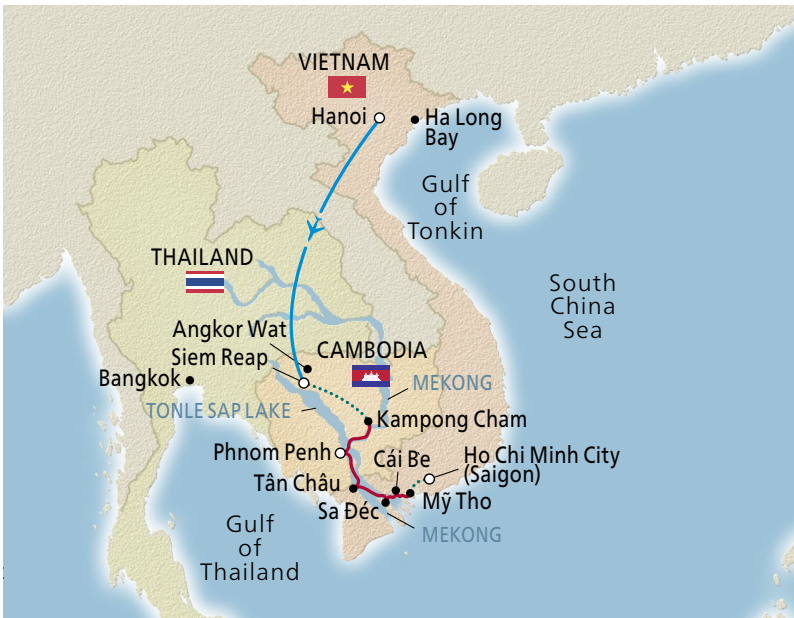 VIETNAM
Hanoi
Ha Long
Bay
Gulf
of
Tonkin
THAILAND
South
China
Sea
Angkor Wat
Siem Reap
CAMBODIA
Bangkok
MEKONG
TONLE SAP LAKE
Kampong Cham
Phnom Penh
Cái Be
Ho Chi Minh City
(Saigon)
Tân Châu
Mỹ Tho
Sa Đéc
Gulf
of
Thailand
MEKONG